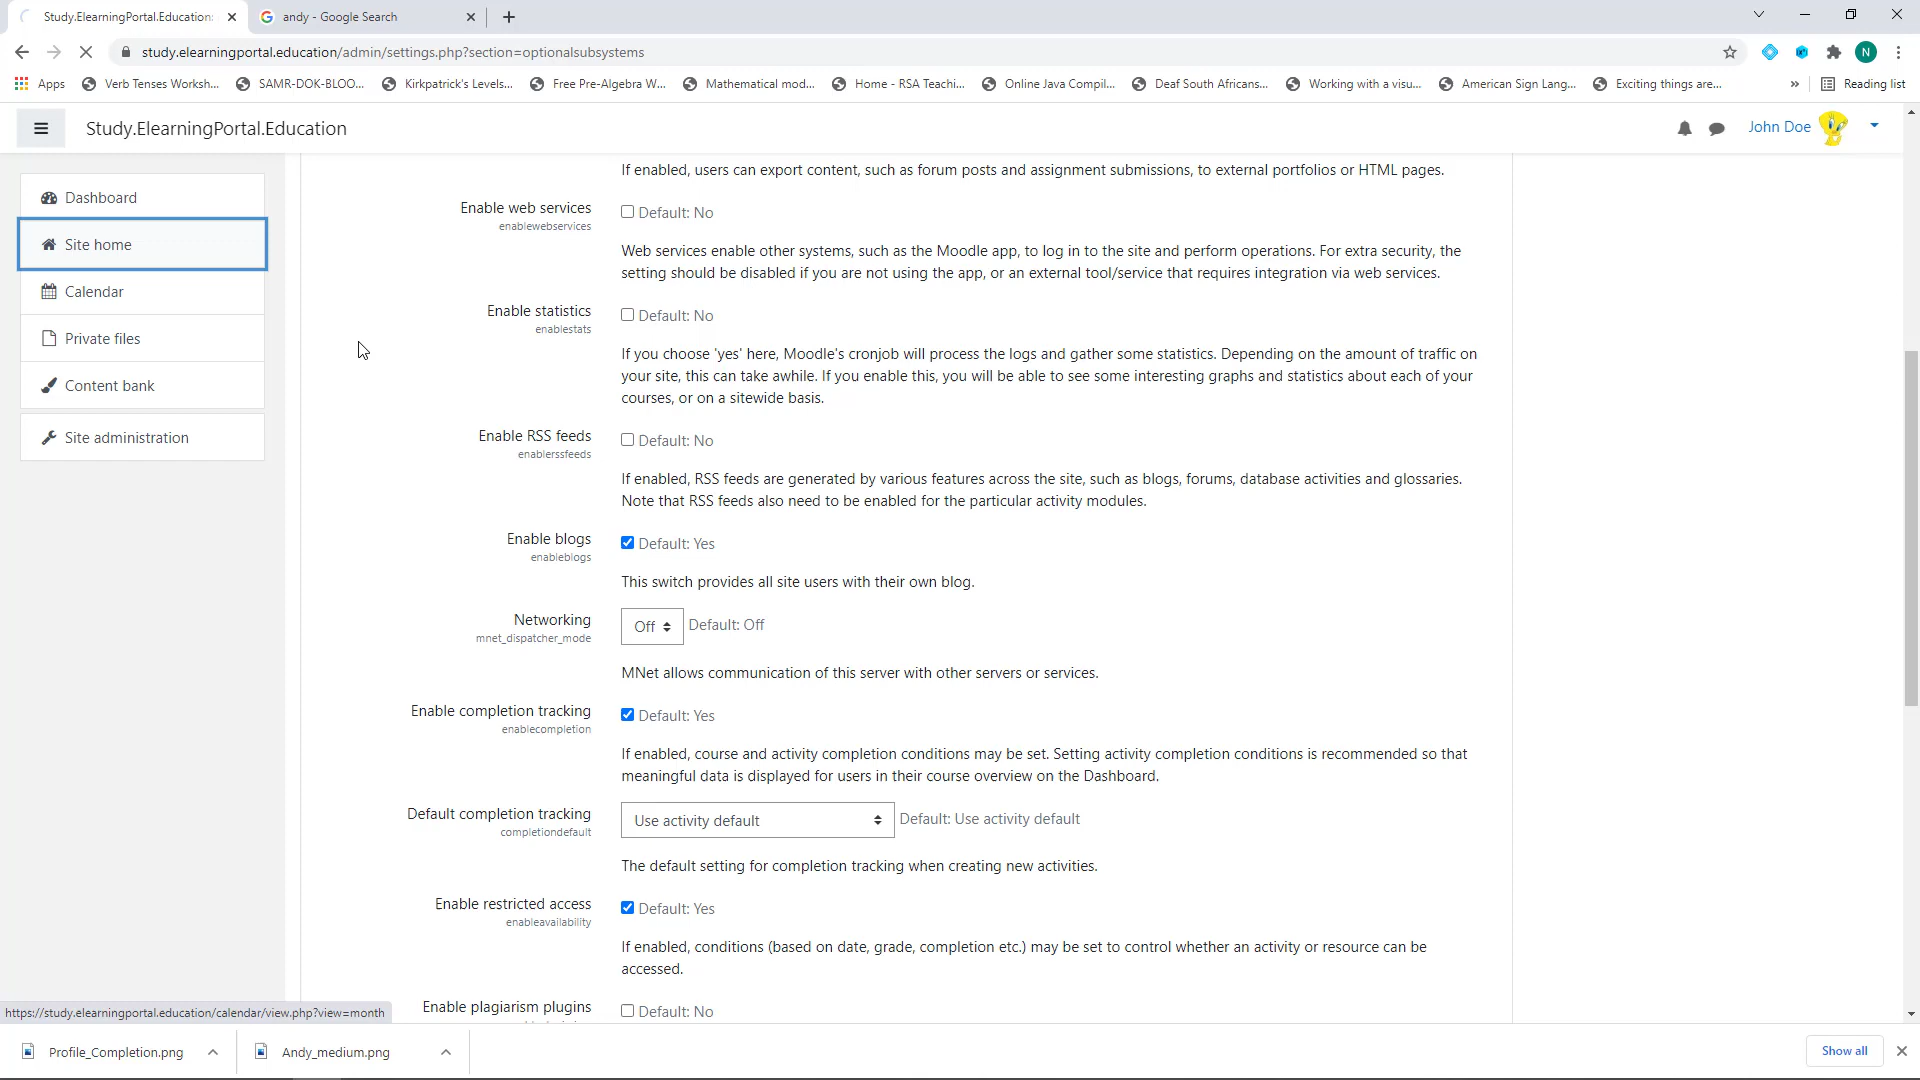 Study.ElearningPortal.Education:
andy - Google Search
study.elearningportal.education/admin/settings.php?section=optionalsubsystems
N
Apps
Verb Tenses Worksh...
SAMR-DOK-BLOO...
Kirkpatrick's Levels...
Free Pre-Algebra W...
Mathematical mod...
Home - RSA Teachi...
Online Java Compil...
Deaf South Africans...
Working with a visu...
American Sign Lang...
Exciting things are...
»
Reading list
Study.ElearningPortal.Education
John Doe
Dashboard
Site home
Calendar
Private files
Content bank
Site administration
If enabled, users can export content, such as forum posts and assignment submissions, to external portfolios or HTML pages.
Enable web services
enablewebservices
Default: No
Web services enable other systems, such as the Moodle app, to log in to the site and perform operations. For extra security, the
setting should be disabled if you are not using the app, or an external tool/service that requires integration via web services.
Enable statistics
enablestats
Default: No
If you choose 'yes' here, Moodle's cronjob will process the logs and gather some statistics. Depending on the amount of traffic on
your site, this can take awhile. If you enable this, you will be able to see some interesting graphs and statistics about each of your
courses, or on a sitewide basis.
Enable RSS feeds
enablerssfeeds
Default: No
If enabled, RSS feeds are generated by various features across the site, such as blogs, forums, database activities and glossaries.
Note that RSS feeds also need to be enabled for the particular activity modules.
Enable blogs
enableblogs
Default: Yes
This switch provides all site users with their own blog.
Networking
mnet_dispatcher_mode
Off
Default: Off
MNet allows communication of this server with other servers or services.
Enable completion tracking
enablecompletion
Default: Yes
If enabled, course and activity completion conditions may be set. Setting activity completion conditions is recommended so that
meaningful data is displayed for users in their course overview on the Dashboard.
Default completion tracking
completiondefault
Use activity default
Default: Use activity default
The default setting for completion tracking when creating new activities.
Enable restricted access
enableavailability
Default: Yes
If enabled, conditions (based on date, grade, completion etc.) may be set to control whether an activity or resource can be
accessed.
Enable plagiarism plugins
Default: No
https://study.elearningportal.education/calendar/view.php?view=month
Profile_Completion.png
Andy_medium.png
Show all